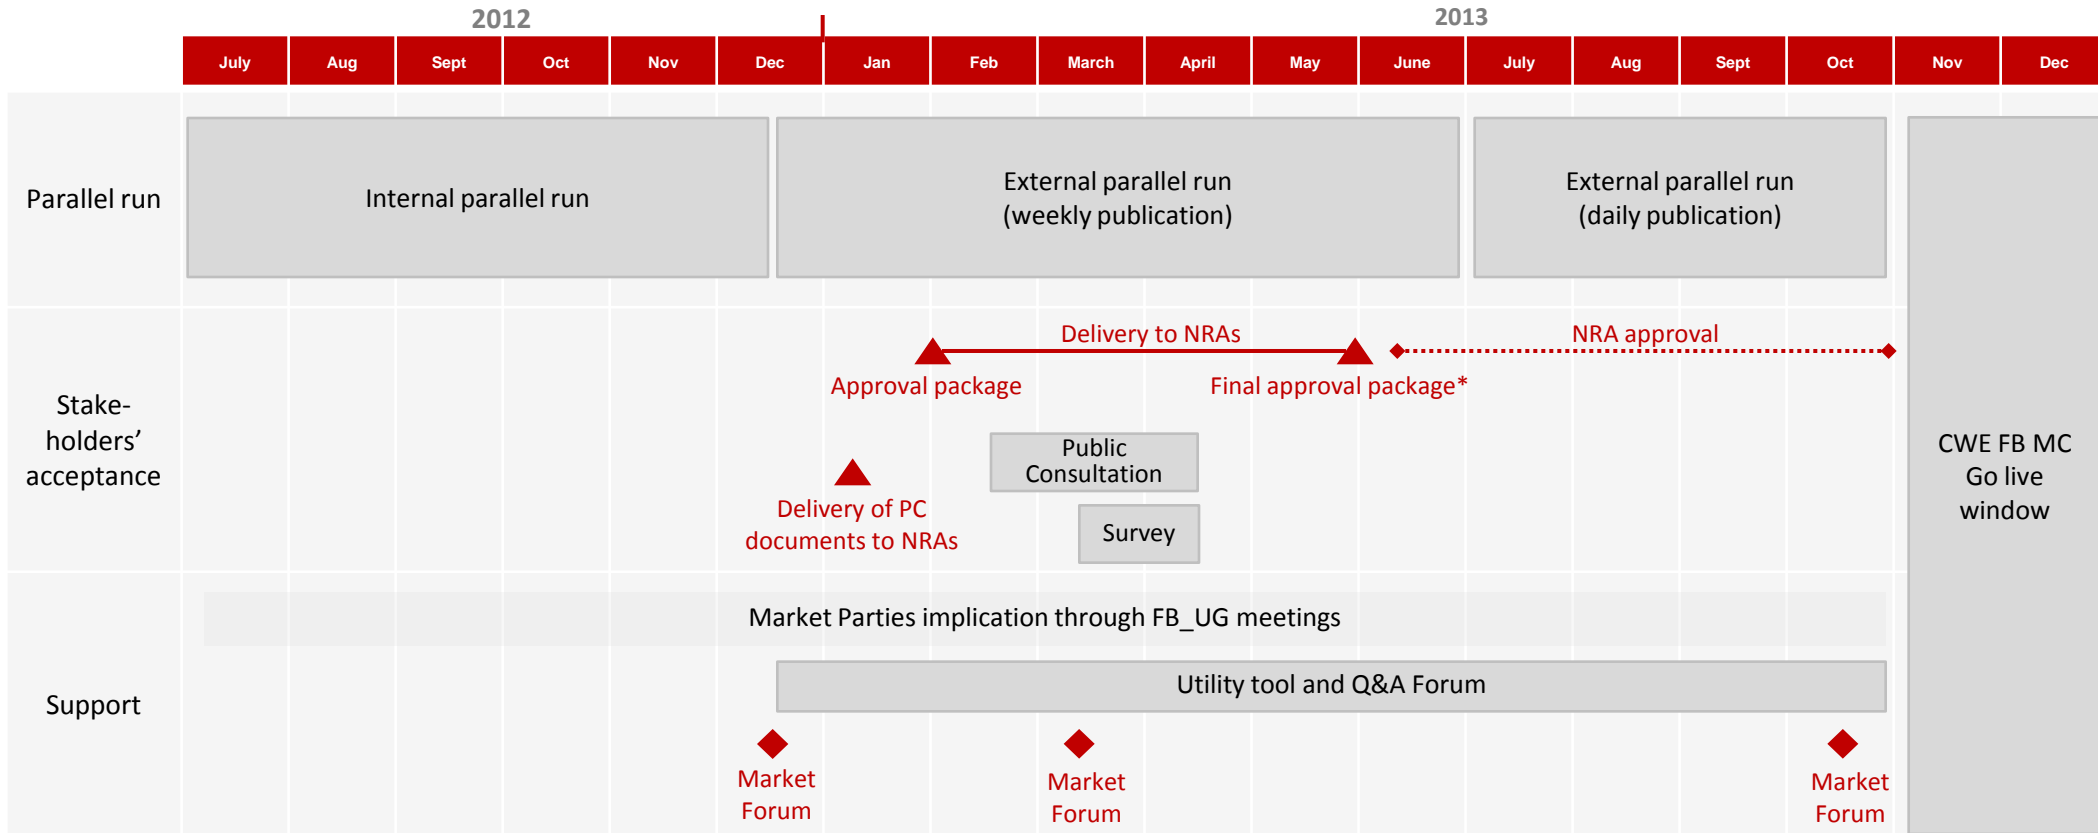 2012
2013
July
Aug
Sept
Oct
Nov
Dec
Jan
Feb
March
April
May
June
July
Aug
Sept
Oct
Nov
Dec
Parallel run
Internal parallel run
External parallel run
(weekly publication)
External parallel run
(daily publication)
Stake-
holders’
acceptance
Delivery to NRAs
NRA approval
Approval package
Final approval package*
Public
Consultation
Delivery of PC
documents to NRAs
Survey
CWE FB MC
Go live
window
Support
Market Parties implication through FB_UG meetings
Utility tool and Q&A Forum
Market
Forum
Market
Forum
Market
Forum